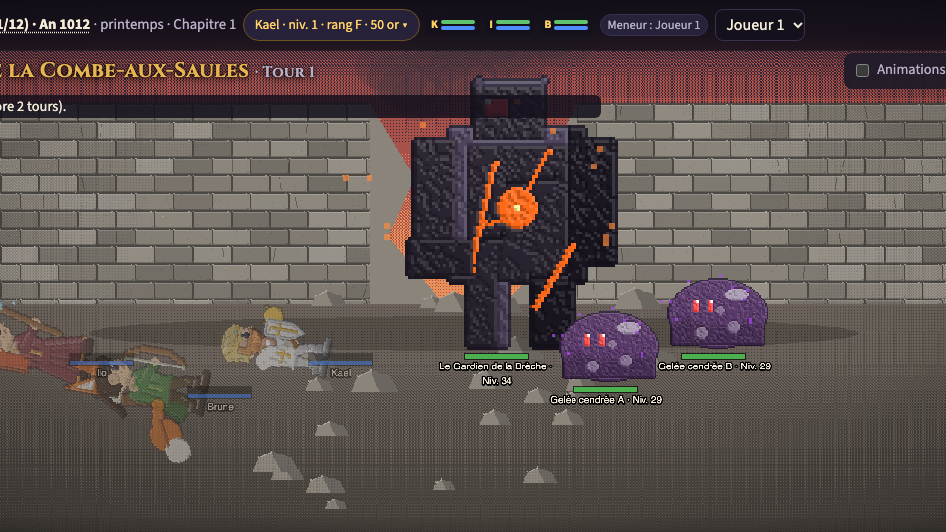 1/12) · An 1012 · printemps · Chapitre 1
Kael · niv. 1 · rang F · 50 or ▾
K I B
Meneur : Joueur 1
Joueur 1
LA COMBE-AUX-SAULES · TOUR 1
Animations
ore 2 tours).
Ilo
Kael
Brune
Le Gardien de la Brèche ·
Niv. 34
Gelée cendrée B · Niv. 29
Gelée cendrée A · Niv. 29